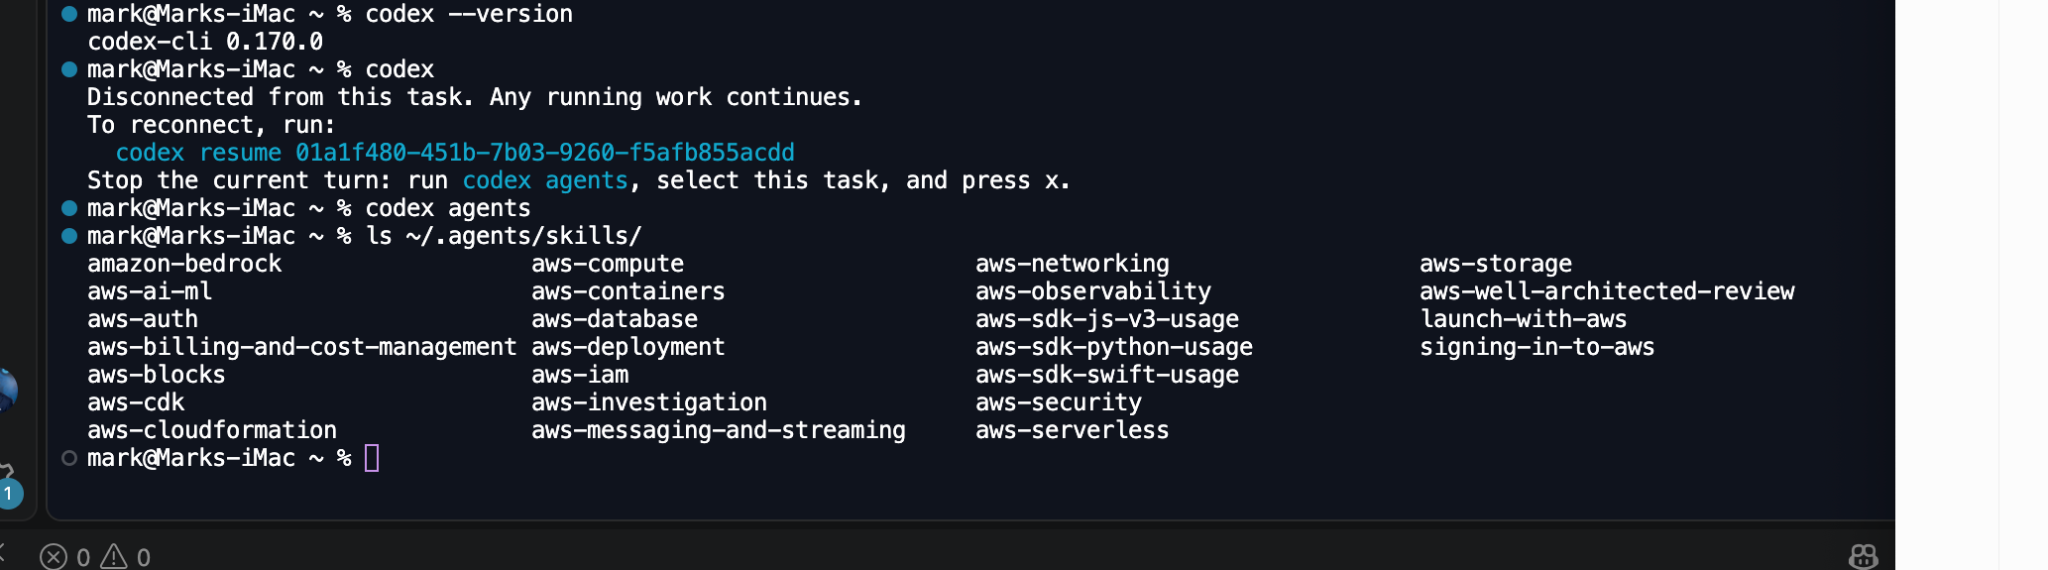 mark@Marks-iMac ~ % codex --version
codex-cli 0.170.0
mark@Marks-iMac ~ % codex
Disconnected from this task. Any running work continues.
To reconnect, run:
  codex resume 01a1f480-451b-7b03-9260-f5afb855acdd
Stop the current turn: run codex agents, select this task, and press x.
mark@Marks-iMac ~ % codex agents
mark@Marks-iMac ~ % ls ~/.agents/skills/
amazon-bedrock aws-compute aws-networking aws-storage
aws-ai-ml aws-containers aws-observability aws-well-architected-review
aws-auth aws-database aws-sdk-js-v3-usage launch-with-aws
aws-billing-and-cost-management aws-deployment aws-sdk-python-usage signing-in-to-aws
aws-blocks aws-iam aws-sdk-swift-usage
aws-cdk aws-investigation aws-security
aws-cloudformation aws-messaging-and-streaming aws-serverless
mark@Marks-iMac ~ %
1
0 0